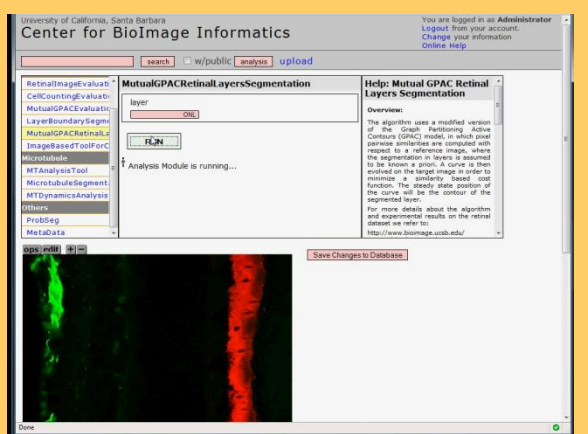 University of California, Santa Barbara
Center for BioImage Informatics
You are logged in as Administrator
Logout from your account.
Change your information
Online Help
search w/public analysis upload
RetinalImageEvaluati
CellCountingEvaluati
MutualGPACEvaluatio
LayerBoundarySegme
MutualGPACRetinalLa
ImageBasedToolForC
Microtubule
MTAnalysisTool
MicrotubuleSegment
MTDynamicsAnalysis
Others
ProbSeg
MetaData
MutualGPACRetinalLayersSegmentation
layer
ONL
RUN
Analysis Module is running...
Help: Mutual GPAC Retinal
Layers Segmentation
Overview:
The algorithm uses a modified version
of the Graph Partitioning Active
Contours (GPAC) model, in which pixel
pairwise similarities are computed with
respect to a reference image, where
the segmentation in layers is assumed
to be known a priori. A curve is then
evolved on the target image in order to
minimize a similarity based cost
function. The steady state position of
the curve will be the contour of the
segmented layer.
For more details about the algorithm
and experimental results on the retinal
dataset we refer to:
http://www.bioimage.ucsb.edu/
ops edit + −
Save Changes to Database
Done